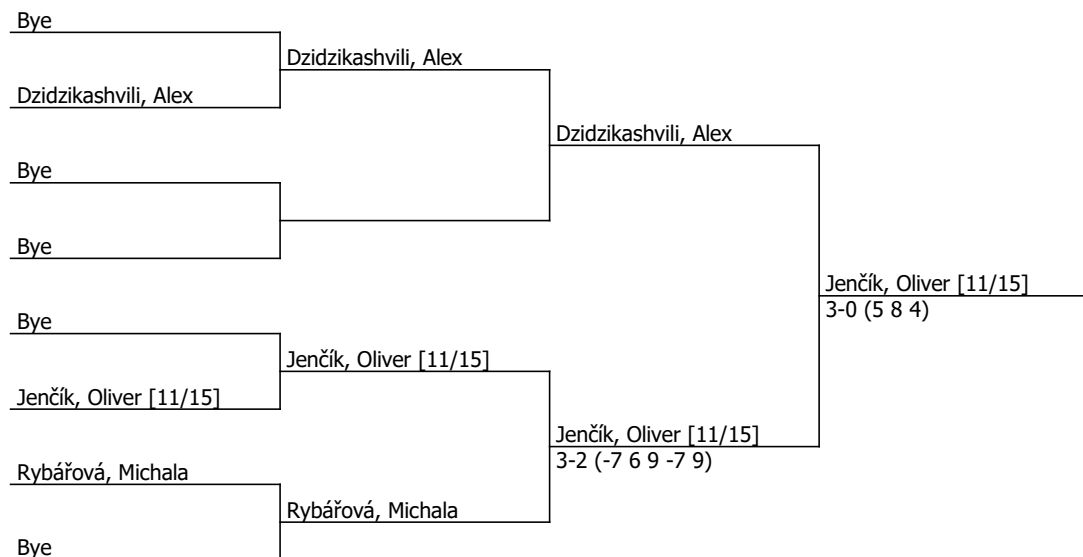 Bye
Dzidzikashvili, Alex
Dzidzikashvili, Alex
Dzidzikashvili, Alex
Bye
Bye
Jenčík, Oliver [11/15]
3-0 (5 8 4)
Bye
Jenčík, Oliver [11/15]
Jenčík, Oliver [11/15]
Jenčík, Oliver [11/15]
3-2 (-7 6 9 -7 9)
Rybářová, Michala
Rybářová, Michala
Bye